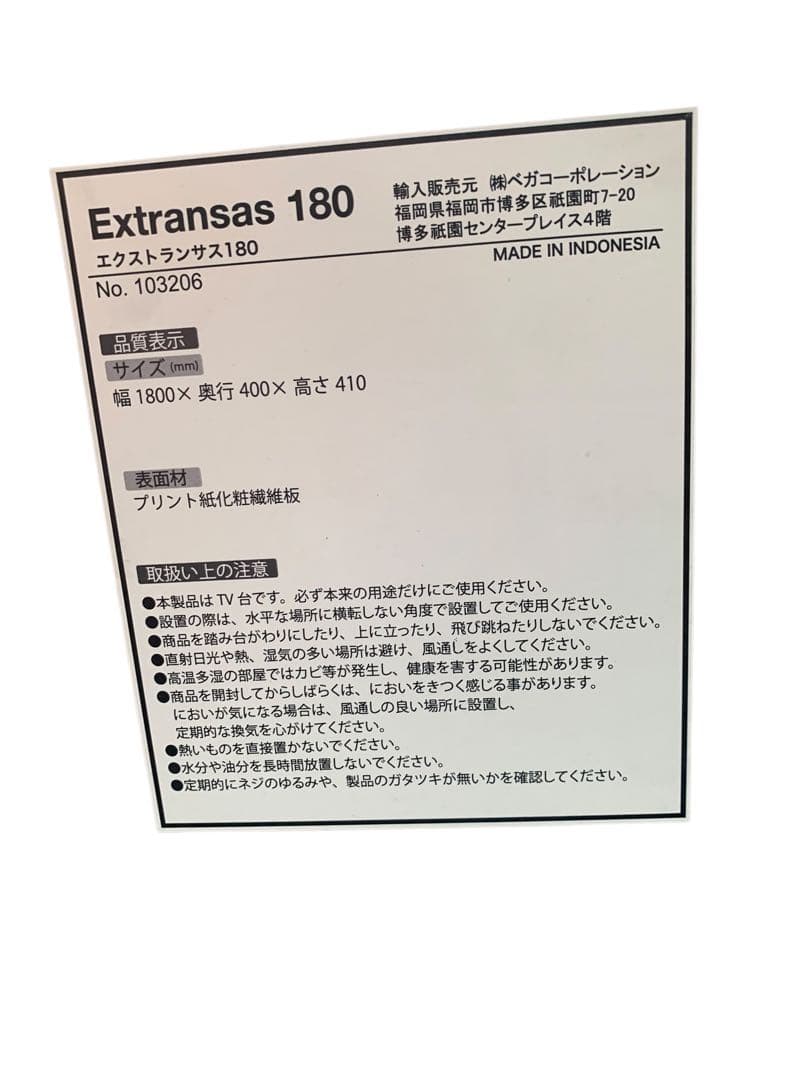 Extransas 180
エクストランサス180
輸入販売元 ㈱ベガコーポレーション
福岡県福岡市博多区祇園町7-20
博多祇園センタープレイス4階
MADE IN INDONESIA
No. 103206
品質表示
サイズ(mm)
幅 1800× 奥行 400× 高さ 410
表面材
プリント紙化粧繊維板
取扱い上の注意
●本製品は TV 台です。必ず本来の用途だけにご使用ください。
●設置の際は、水平な場所に横転しない角度で設置してご使用ください。
●商品を踏み台がわりにしたり、上に立ったり、飛び跳ねたりしないでください。
●直射日光や熱、湿気の多い場所は避け、風通しをよくしてください。
●高温多湿の部屋ではカビ等が発生し、健康を害する可能性があります。
●商品を開封してからしばらくは、においをきつく感じる事があります。
においが気になる場合は、風通しの良い場所に設置し、
定期的な換気を心がけてください。
●熱いものを直接置かないでください。
●水分や油分を長時間放置しないでください。
●定期的にネジのゆるみや、製品のガタツキが無いかを確認してください。